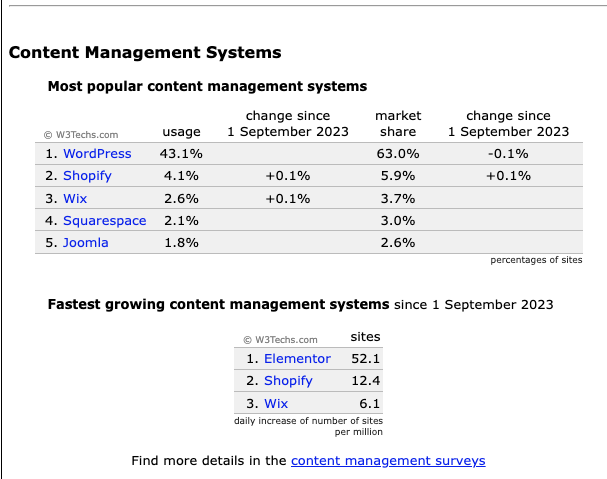 Content Management Systems
Most popular content management systems
© W3Techs.com usage change since 1 September 2023 market share change since 1 September 2023
1. WordPress 43.1% 63.0% -0.1%
2. Shopify 4.1% +0.1% 5.9% +0.1%
3. Wix 2.6% +0.1% 3.7%
4. Squarespace 2.1% 3.0%
5. Joomla 1.8% 2.6%
percentages of sites
Fastest growing content management systems since 1 September 2023
© W3Techs.com sites
1. Elementor 52.1
2. Shopify 12.4
3. Wix 6.1
daily increase of number of sites
per million
Find more details in the content management surveys